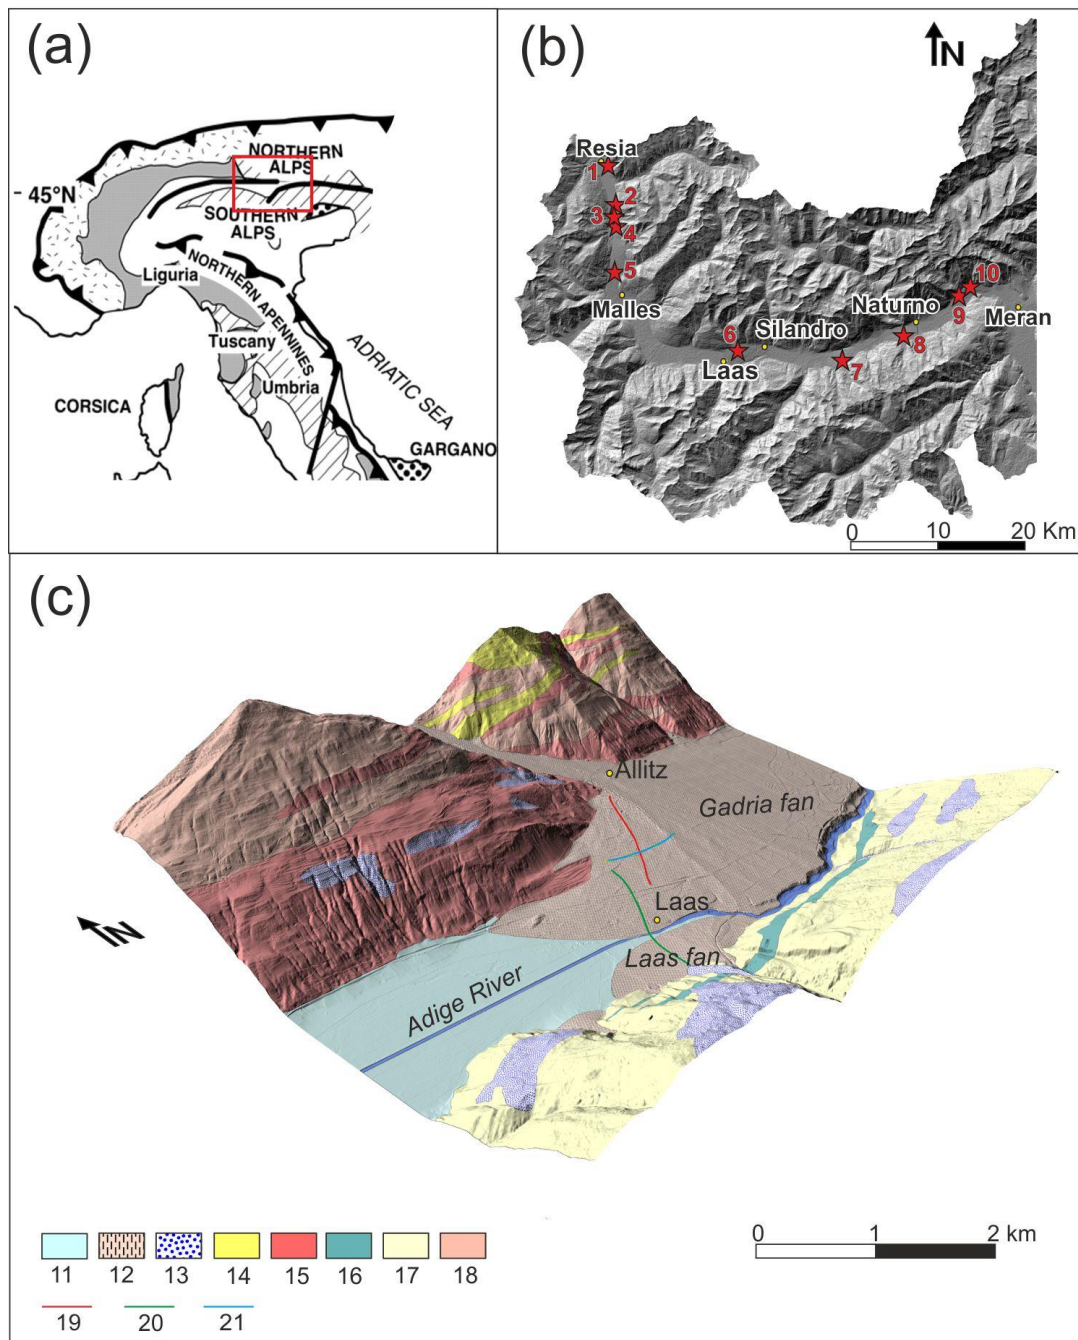 (a)
NORTHERN
ALPS
45°N
SOUTHERN
ALPS
Liguria
NORTHERN APENNINES
Tuscany
Umbria
ADRIATIC SEA
CORSICA
GARGANO
(b)
N
Resia
1
2
3
4
5
Malles
10
Naturno
9
Meran
6
Silandro
8
Laas
7
0 10 20 Km
(c)
Allitz
Gadria fan
N
Laas
Laas fan
Adige River
11 12 13 14 15 16 17 18
19 20 21
0 1 2 km